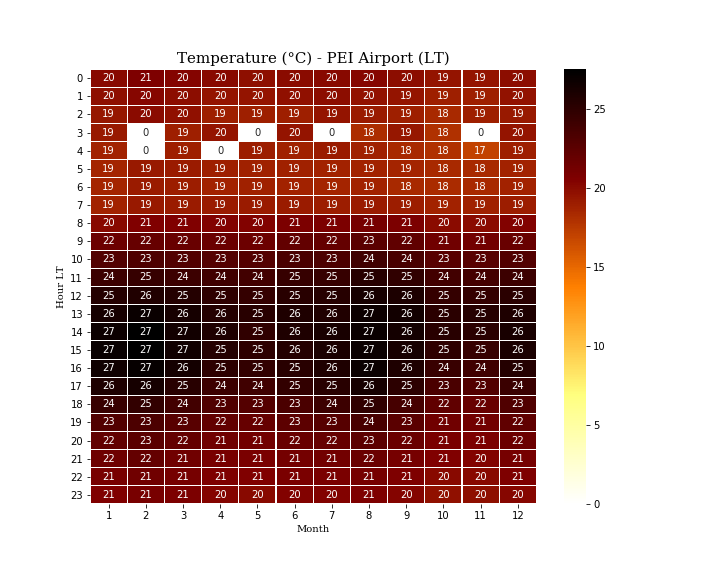 Temperature (°C) - PEI Airport (LT)
0 20 21 20 20 20 20 20 20 20 19 19 20
1 20 20 20 20 20 20 20 20 19 19 19 20
2 19 20 20 19 19 19 19 19 19 18 19 19
3 19 0 19 20 0 20 0 18 19 18 0 20
4 19 0 19 0 19 19 19 19 18 18 17 19
5 19 19 19 19 19 19 19 19 19 18 18 19
6 19 19 19 19 19 19 19 19 18 18 18 19
7 19 19 19 19 19 19 19 19 19 19 19 19
8 20 21 21 20 20 21 21 21 21 20 20 20
9 22 22 22 22 22 22 22 23 22 21 21 22
10 23 23 23 23 23 23 23 24 24 23 23 23
11 24 25 24 24 24 25 25 25 25 24 24 24
12 25 26 25 25 25 25 25 26 26 25 25 25
13 26 27 26 26 25 26 26 27 26 25 25 26
14 27 27 27 26 25 26 26 27 26 25 25 26
15 27 27 27 25 25 26 26 27 26 25 25 26
16 27 27 26 25 25 25 26 27 26 24 24 25
17 26 26 25 24 24 25 25 26 25 23 23 24
18 24 25 24 23 23 23 24 25 24 22 22 23
19 23 23 23 22 22 23 23 24 23 21 21 22
20 22 23 22 21 21 22 22 23 22 21 21 22
21 22 22 21 21 21 21 21 22 21 21 20 21
22 21 21 21 21 21 21 21 21 21 20 20 21
23 21 21 21 20 20 20 20 21 20 20 20 20
1 2 3 4 5 6 7 8 9 10 11 12
Month
Hour LT
25
20
15
10
5
0